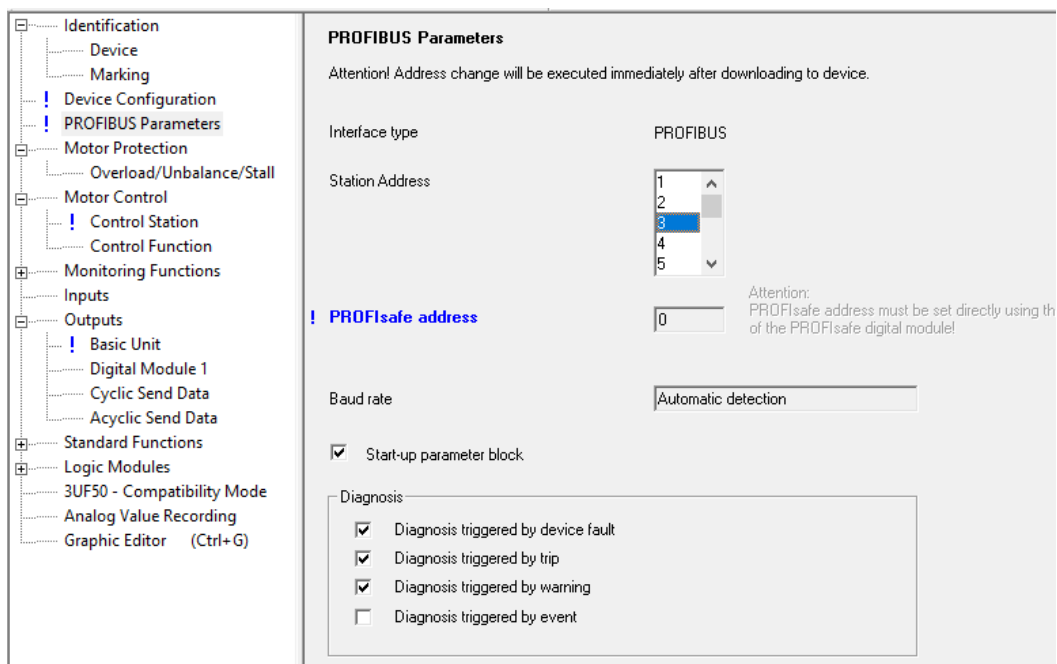 Identification
Device
Marking
! Device Configuration
! PROFIBUS Parameters
Motor Protection
Overload/Unbalance/Stall
Motor Control
! Control Station
Control Function
Monitoring Functions
Inputs
Outputs
! Basic Unit
Digital Module 1
Cyclic Send Data
Acyclic Send Data
Standard Functions
Logic Modules
3UF50 - Compatibility Mode
Analog Value Recording
Graphic Editor (Ctrl+G)
PROFIBUS Parameters
Attention! Address change will be executed immediately after downloading to device.
Interface type PROFIBUS
Station Address
1
2
3
4
5
! PROFIsafe address 0
Attention:
PROFIsafe address must be set directly using th
of the PROFIsafe digital module!
Baud rate Automatic detection
Start-up parameter block
Diagnosis
Diagnosis triggered by device fault
Diagnosis triggered by trip
Diagnosis triggered by warning
Diagnosis triggered by event